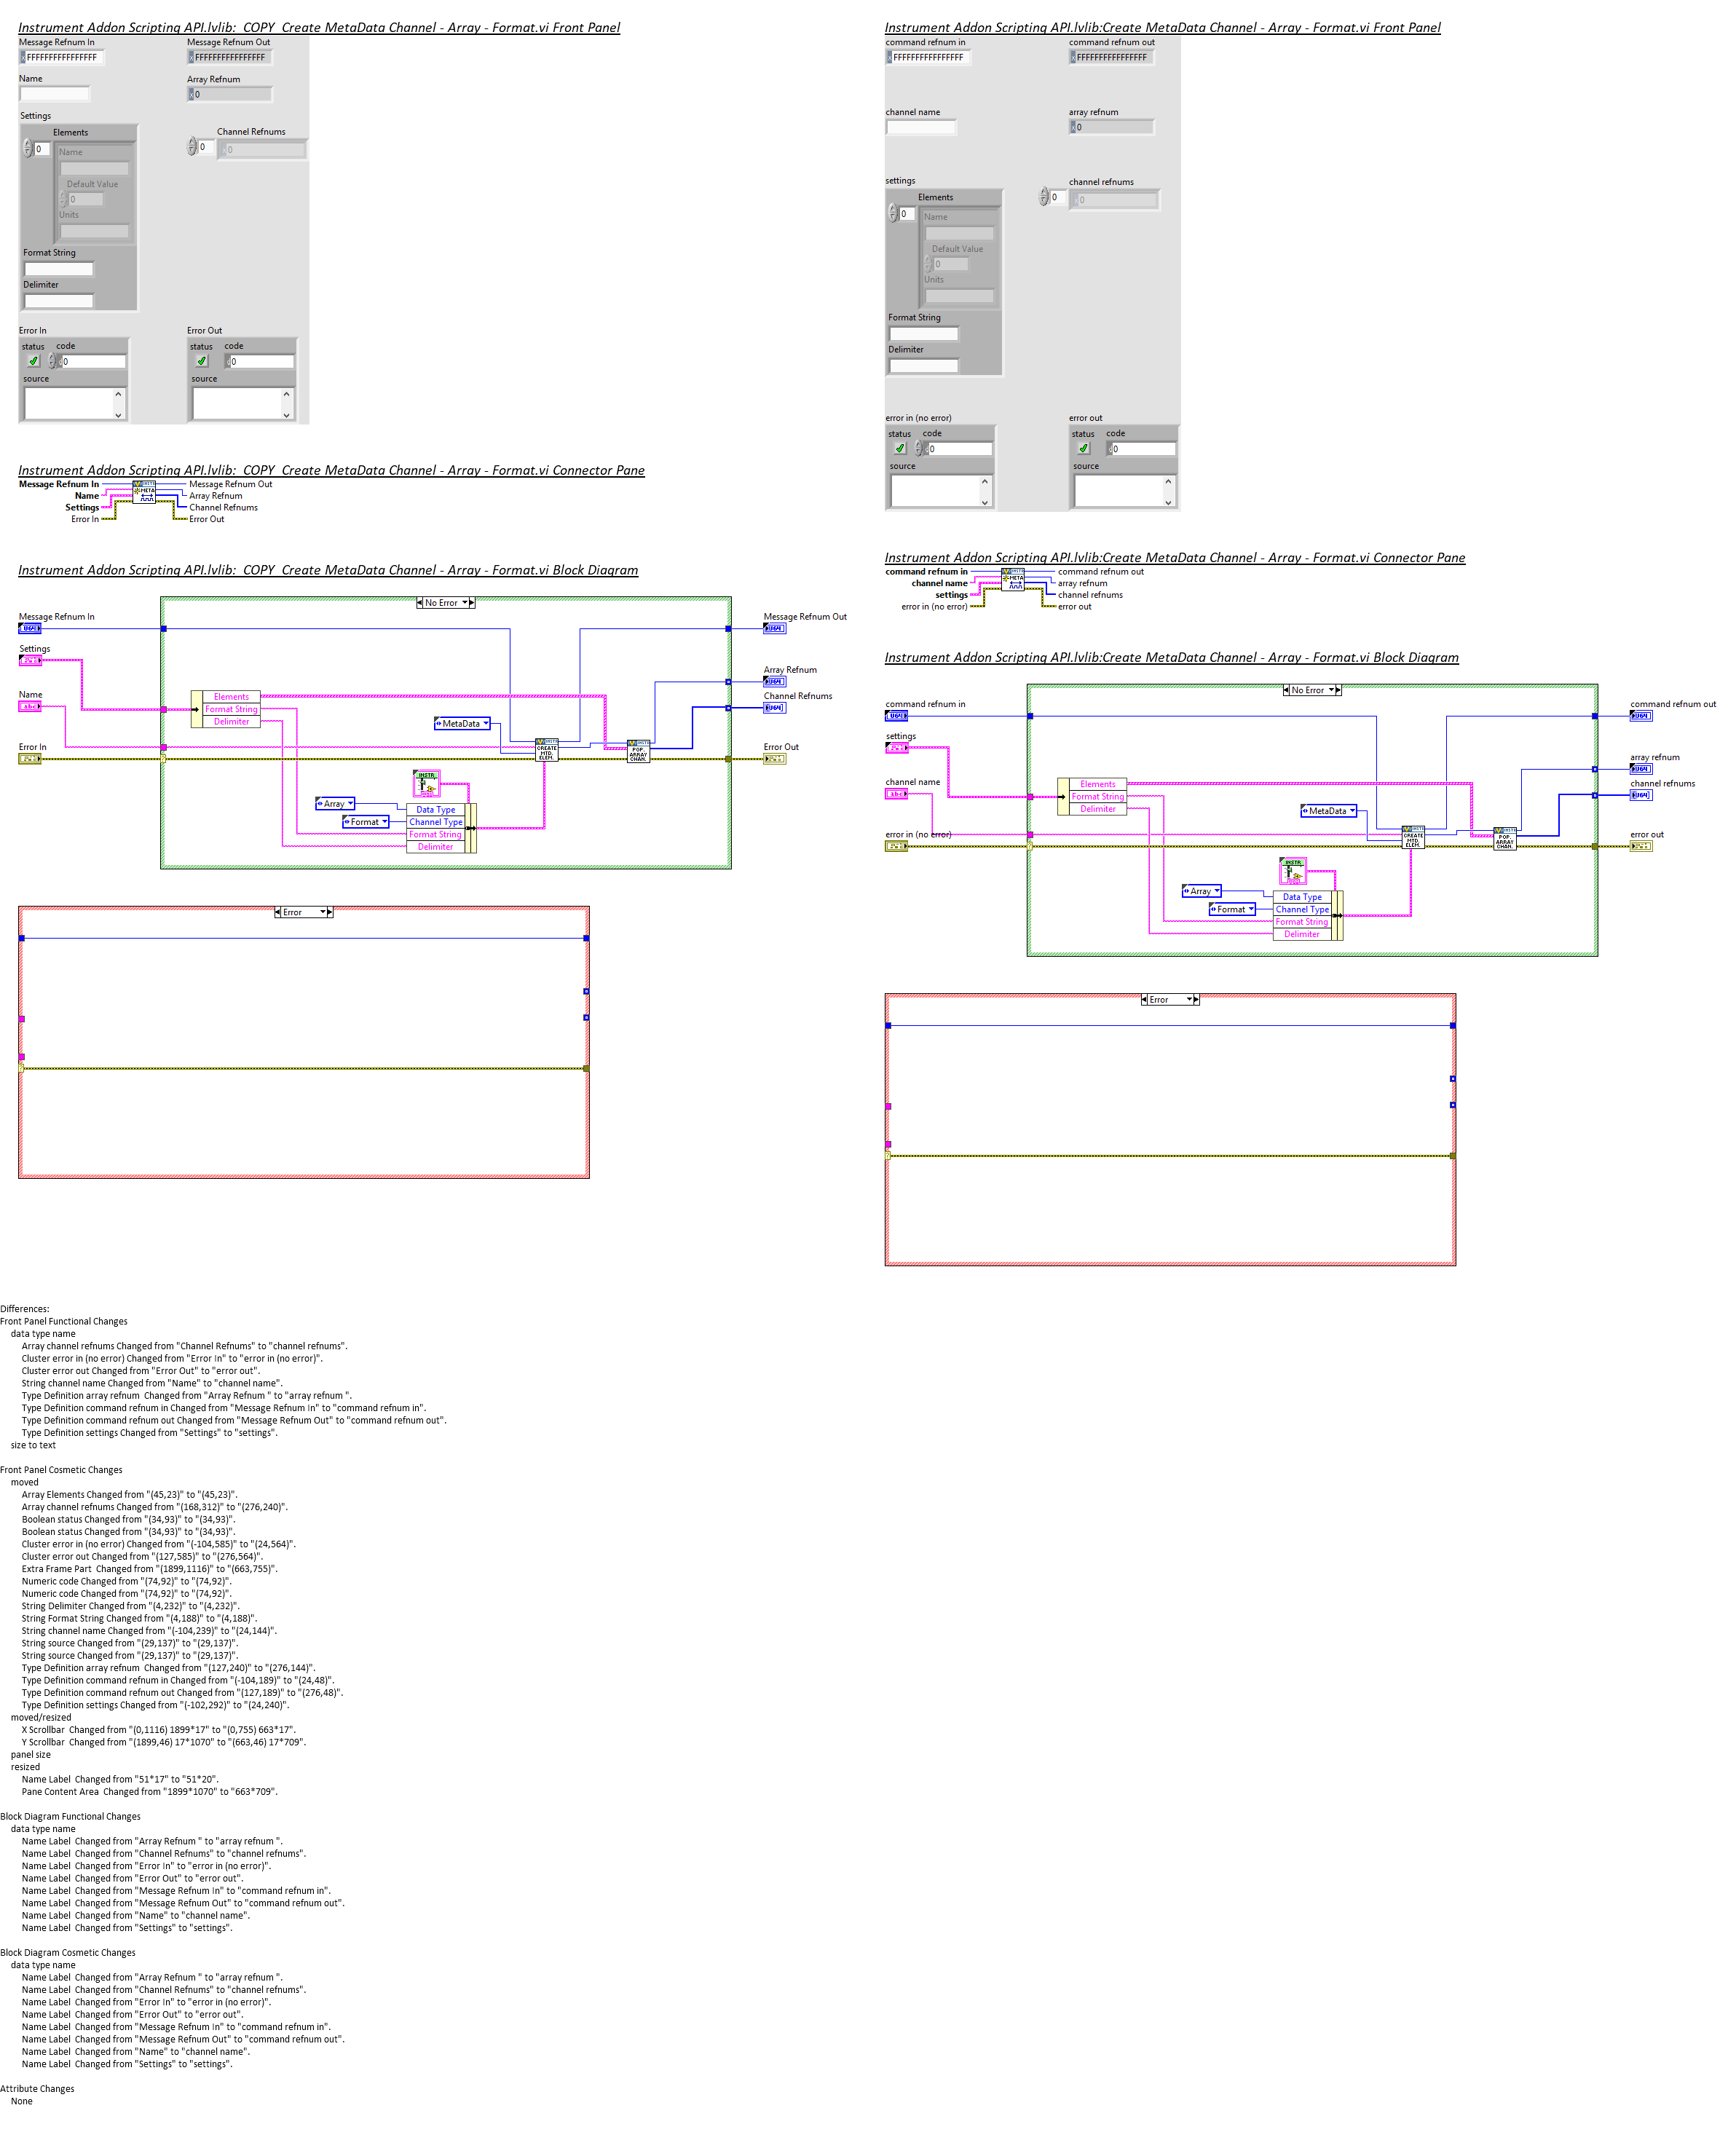 Instrument Addon Scripting API.lvlib:_COPY_Create MetaData Channel - Array - Format.vi Front Panel
Message Refnum In
Message Refnum Out
FFFFFFFFFFFFFFFF
FFFFFFFFFFFFFFFF
Name
Array Refnum
0
Settings
Elements
Channel Refnums
0
0
0
Name
Default Value
0
Units
Format String
Delimiter
Error In
Error Out
status code
status code
0
0
source
source
Instrument Addon Scripting API.lvlib:_COPY_Create MetaData Channel - Array - Format.vi Connector Pane
Message Refnum In
Message Refnum Out
Name
Array Refnum
Settings
Channel Refnums
Error In
Error Out
Instrument Addon Scripting API.lvlib:_COPY_Create MetaData Channel - Array - Format.vi Block Diagram
No Error
Message Refnum In
Message Refnum Out
Settings
Array Refnum
Name
Channel Refnums
Elements
Format String
Delimiter
MetaData
Error In
Error Out
CREATE
MTD.
ELEM.
POP.
ARRAY
CHAN.
INSTR
Array
Format
Data Type
Channel Type
Format String
Delimiter
Error
Instrument Addon Scripting API.lvlib:Create MetaData Channel - Array - Format.vi Front Panel
command refnum in
command refnum out
FFFFFFFFFFFFFFFF
FFFFFFFFFFFFFFFF
channel name
array refnum
0
settings
channel refnums
Elements
0
0
0
Name
Default Value
0
Units
Format String
Delimiter
error in (no error)
error out
status code
status code
0
0
source
source
Instrument Addon Scripting API.lvlib:Create MetaData Channel - Array - Format.vi Connector Pane
command refnum in
command refnum out
channel name
array refnum
settings
channel refnums
error in (no error)
error out
Instrument Addon Scripting API.lvlib:Create MetaData Channel - Array - Format.vi Block Diagram
No Error
command refnum in
command refnum out
settings
array refnum
channel name
channel refnums
Elements
Format String
Delimiter
MetaData
error in (no error)
error out
CREATE
MTD.
ELEM.
POP.
ARRAY
CHAN.
INSTR
Array
Format
Data Type
Channel Type
Format String
Delimiter
Error
Differences:
Front Panel Functional Changes
data type name
Array channel refnums Changed from "Channel Refnums" to "channel refnums".
Cluster error in (no error) Changed from "Error In" to "error in (no error)".
Cluster error out Changed from "Error Out" to "error out".
String channel name Changed from "Name" to "channel name".
Type Definition array refnum  Changed from "Array Refnum " to "array refnum ".
Type Definition command refnum in Changed from "Message Refnum In" to "command refnum in".
Type Definition command refnum out Changed from "Message Refnum Out" to "command refnum out".
Type Definition settings Changed from "Settings" to "settings".
size to text
Front Panel Cosmetic Changes
moved
Array Elements Changed from "(45,23)" to "(45,23)".
Array channel refnums Changed from "(168,312)" to "(276,240)".
Boolean status Changed from "(34,93)" to "(34,93)".
Boolean status Changed from "(34,93)" to "(34,93)".
Cluster error in (no error) Changed from "(-104,585)" to "(24,564)".
Cluster error out Changed from "(127,585)" to "(276,564)".
Extra Frame Part  Changed from "(1899,1116)" to "(663,755)".
Numeric code Changed from "(74,92)" to "(74,92)".
Numeric code Changed from "(74,92)" to "(74,92)".
String Delimiter Changed from "(4,232)" to "(4,232)".
String Format String Changed from "(4,188)" to "(4,188)".
String channel name Changed from "(-104,239)" to "(24,144)".
String source Changed from "(29,137)" to "(29,137)".
String source Changed from "(29,137)" to "(29,137)".
Type Definition array refnum  Changed from "(127,240)" to "(276,144)".
Type Definition command refnum in Changed from "(-104,189)" to "(24,48)".
Type Definition command refnum out Changed from "(127,189)" to "(276,48)".
Type Definition settings Changed from "(-102,292)" to "(24,240)".
moved/resized
X Scrollbar  Changed from "(0,1116) 1899*17" to "(0,755) 663*17".
Y Scrollbar  Changed from "(1899,46) 17*1070" to "(663,46) 17*709".
panel size
resized
Name Label  Changed from "51*17" to "51*20".
Pane Content Area  Changed from "1899*1070" to "663*709".
Block Diagram Functional Changes
data type name
Name Label  Changed from "Array Refnum " to "array refnum ".
Name Label  Changed from "Channel Refnums" to "channel refnums".
Name Label  Changed from "Error In" to "error in (no error)".
Name Label  Changed from "Error Out" to "error out".
Name Label  Changed from "Message Refnum In" to "command refnum in".
Name Label  Changed from "Message Refnum Out" to "command refnum out".
Name Label  Changed from "Name" to "channel name".
Name Label  Changed from "Settings" to "settings".
Block Diagram Cosmetic Changes
data type name
Name Label  Changed from "Array Refnum " to "array refnum ".
Name Label  Changed from "Channel Refnums" to "channel refnums".
Name Label  Changed from "Error In" to "error in (no error)".
Name Label  Changed from "Error Out" to "error out".
Name Label  Changed from "Message Refnum In" to "command refnum in".
Name Label  Changed from "Message Refnum Out" to "command refnum out".
Name Label  Changed from "Name" to "channel name".
Name Label  Changed from "Settings" to "settings".
Attribute Changes
None